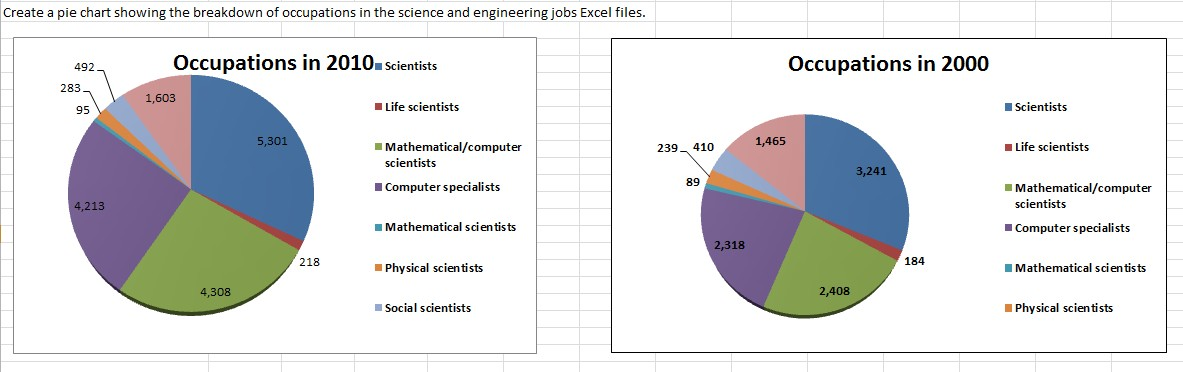 Create a pie chart showing the breakdown of occupations in the science and engineering jobs Excel files.
Occupations in 2010
492
283
95
1,603
5,301
4,213
218
4,308
Scientists
Life scientists
Mathematical/computer
scientists
Computer specialists
Mathematical scientists
Physical scientists
Social scientists
Occupations in 2000
239
410
89
1,465
3,241
2,318
184
2,408
Scientists
Life scientists
Mathematical/computer
scientists
Computer specialists
Mathematical scientists
Physical scientists